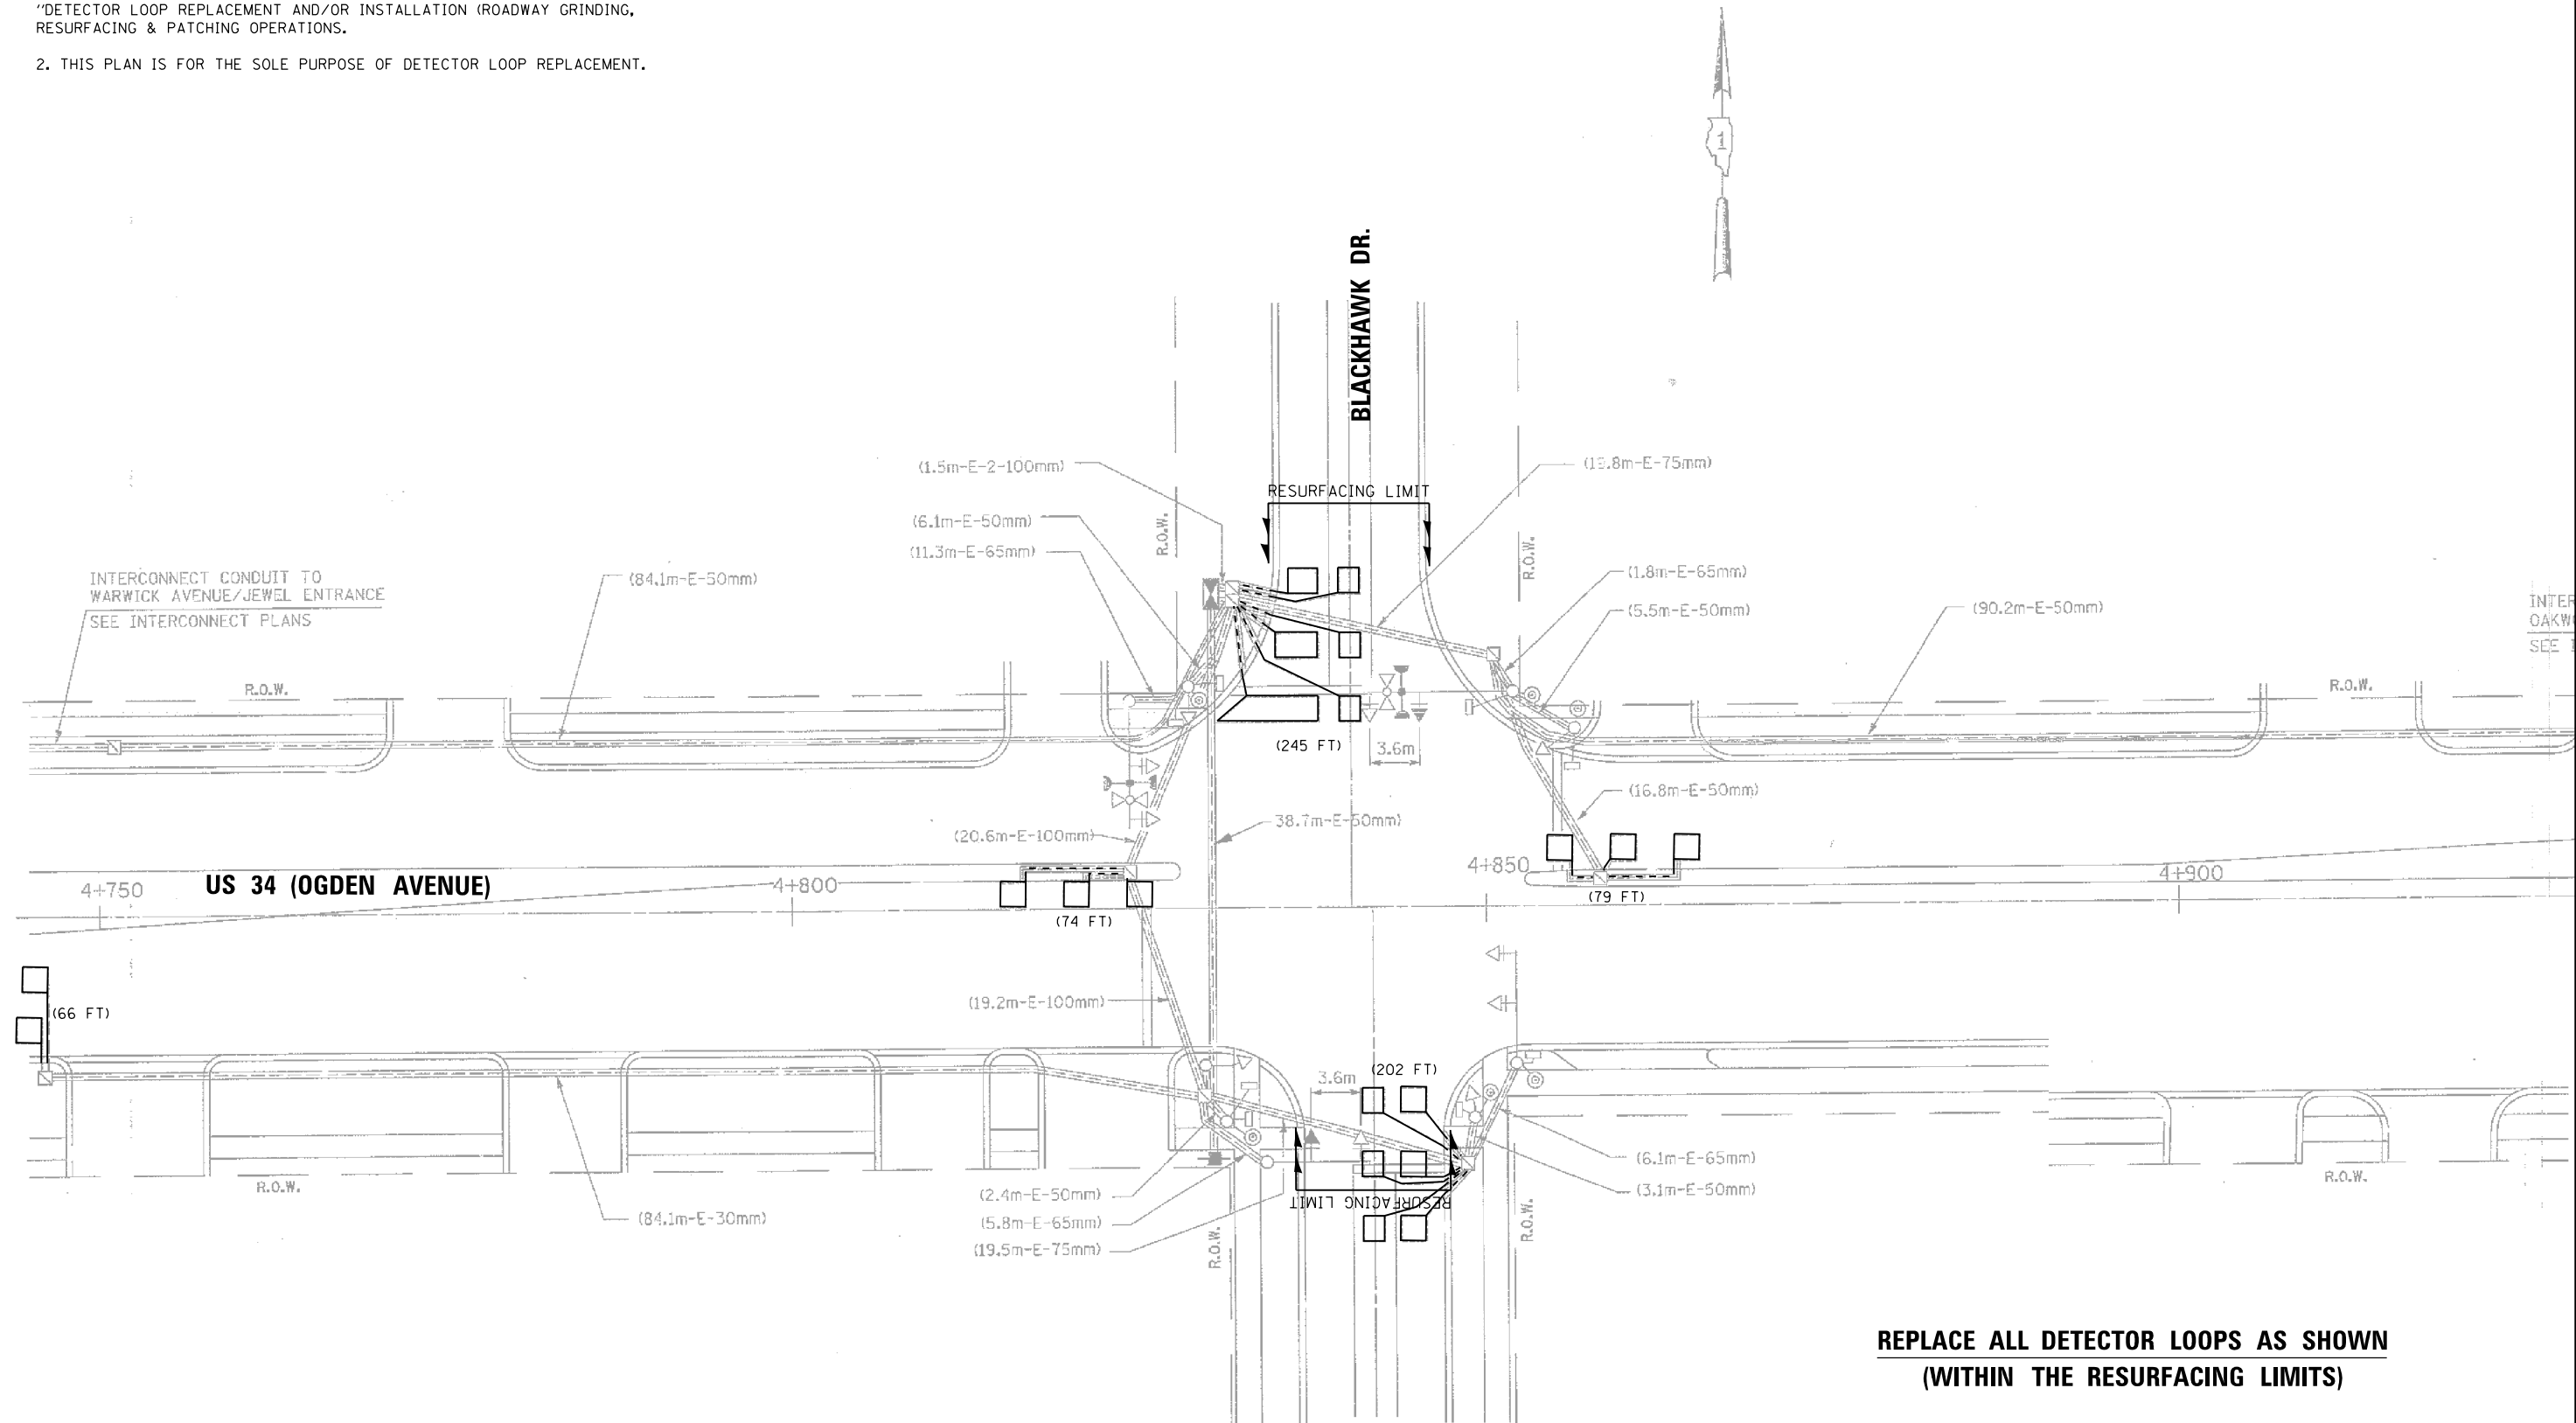 "DETECTOR LOOP REPLACEMENT AND/OR INSTALLATION (ROADWAY GRINDING,
RESURFACING & PATCHING OPERATIONS.
2. THIS PLAN IS FOR THE SOLE PURPOSE OF DETECTOR LOOP REPLACEMENT.
BLACKHAWK DR.
(1.5m-E-2-100mm)
(6.1m-E-50mm)
(11.3m-E-65mm)
R.O.W.
RESURFACING LIMIT
R.O.W.
(19.8m-E-75mm)
(1.8m-E-65mm)
(5.5m-E-50mm)
(90.2m-E-50mm)
INTERCONNECT CONDUIT TO
WARWICK AVENUE/JEWEL ENTRANCE
SEE INTERCONNECT PLANS
(84.1m-E-50mm)
R.O.W.
R.O.W.
(245 FT)
3.6m
(16.8m-E-50mm)
38.7m-E-50mm)
(20.6m-E-100mm)
4+750
US 34 (OGDEN AVENUE)
4+800
4+850
4+900
(74 FT)
(79 FT)
(66 FT)
(19.2m-E-100mm)
3.6m
(202 FT)
RESURFACING LIMIT
(6.1m-E-65mm)
(3.1m-E-50mm)
(2.4m-E-50mm)
(5.8m-E-65mm)
(19.5m-E-75mm)
R.O.W.
(84.1m-E-30mm)
R.O.W.
R.O.W.
R.O.W.
REPLACE ALL DETECTOR LOOPS AS SHOWN
(WITHIN THE RESURFACING LIMITS)